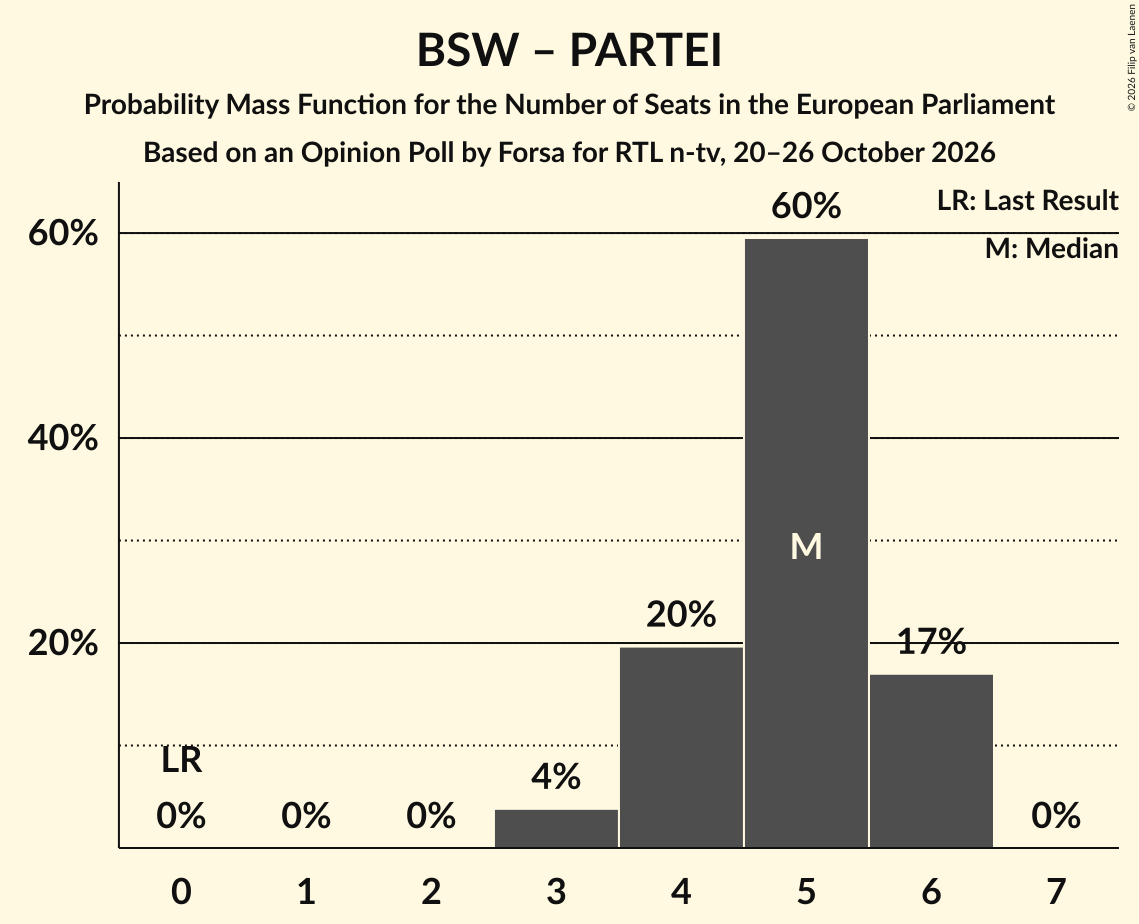 BSW – PARTEI
Probability Mass Function for the Number of Seats in the European Parliament
Based on an Opinion Poll by Forsa for RTL n-tv, 20–26 October 2026
© 2026 Filip van Laenen
LR: Last Result
M: Median
60%
40%
20%
60%
M
20%
17%
LR
4%
0%
0%
0%
0%
0 1 2 3 4 5 6 7